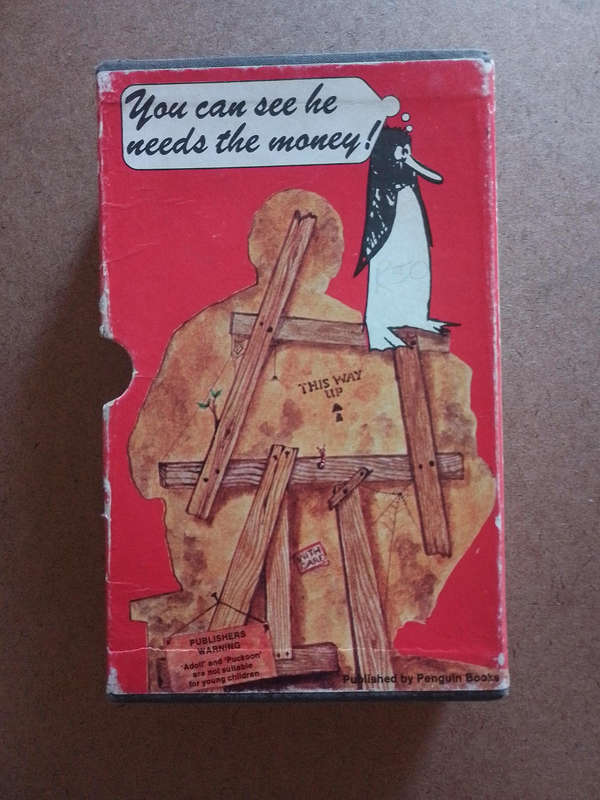 You can see he
needs the money!
THIS WAY
UP
WITH
CARE
PUBLISHERS
WARNING
'Adolf' and 'Puckoon'
are not suitable
for young children
Published by Penguin Books